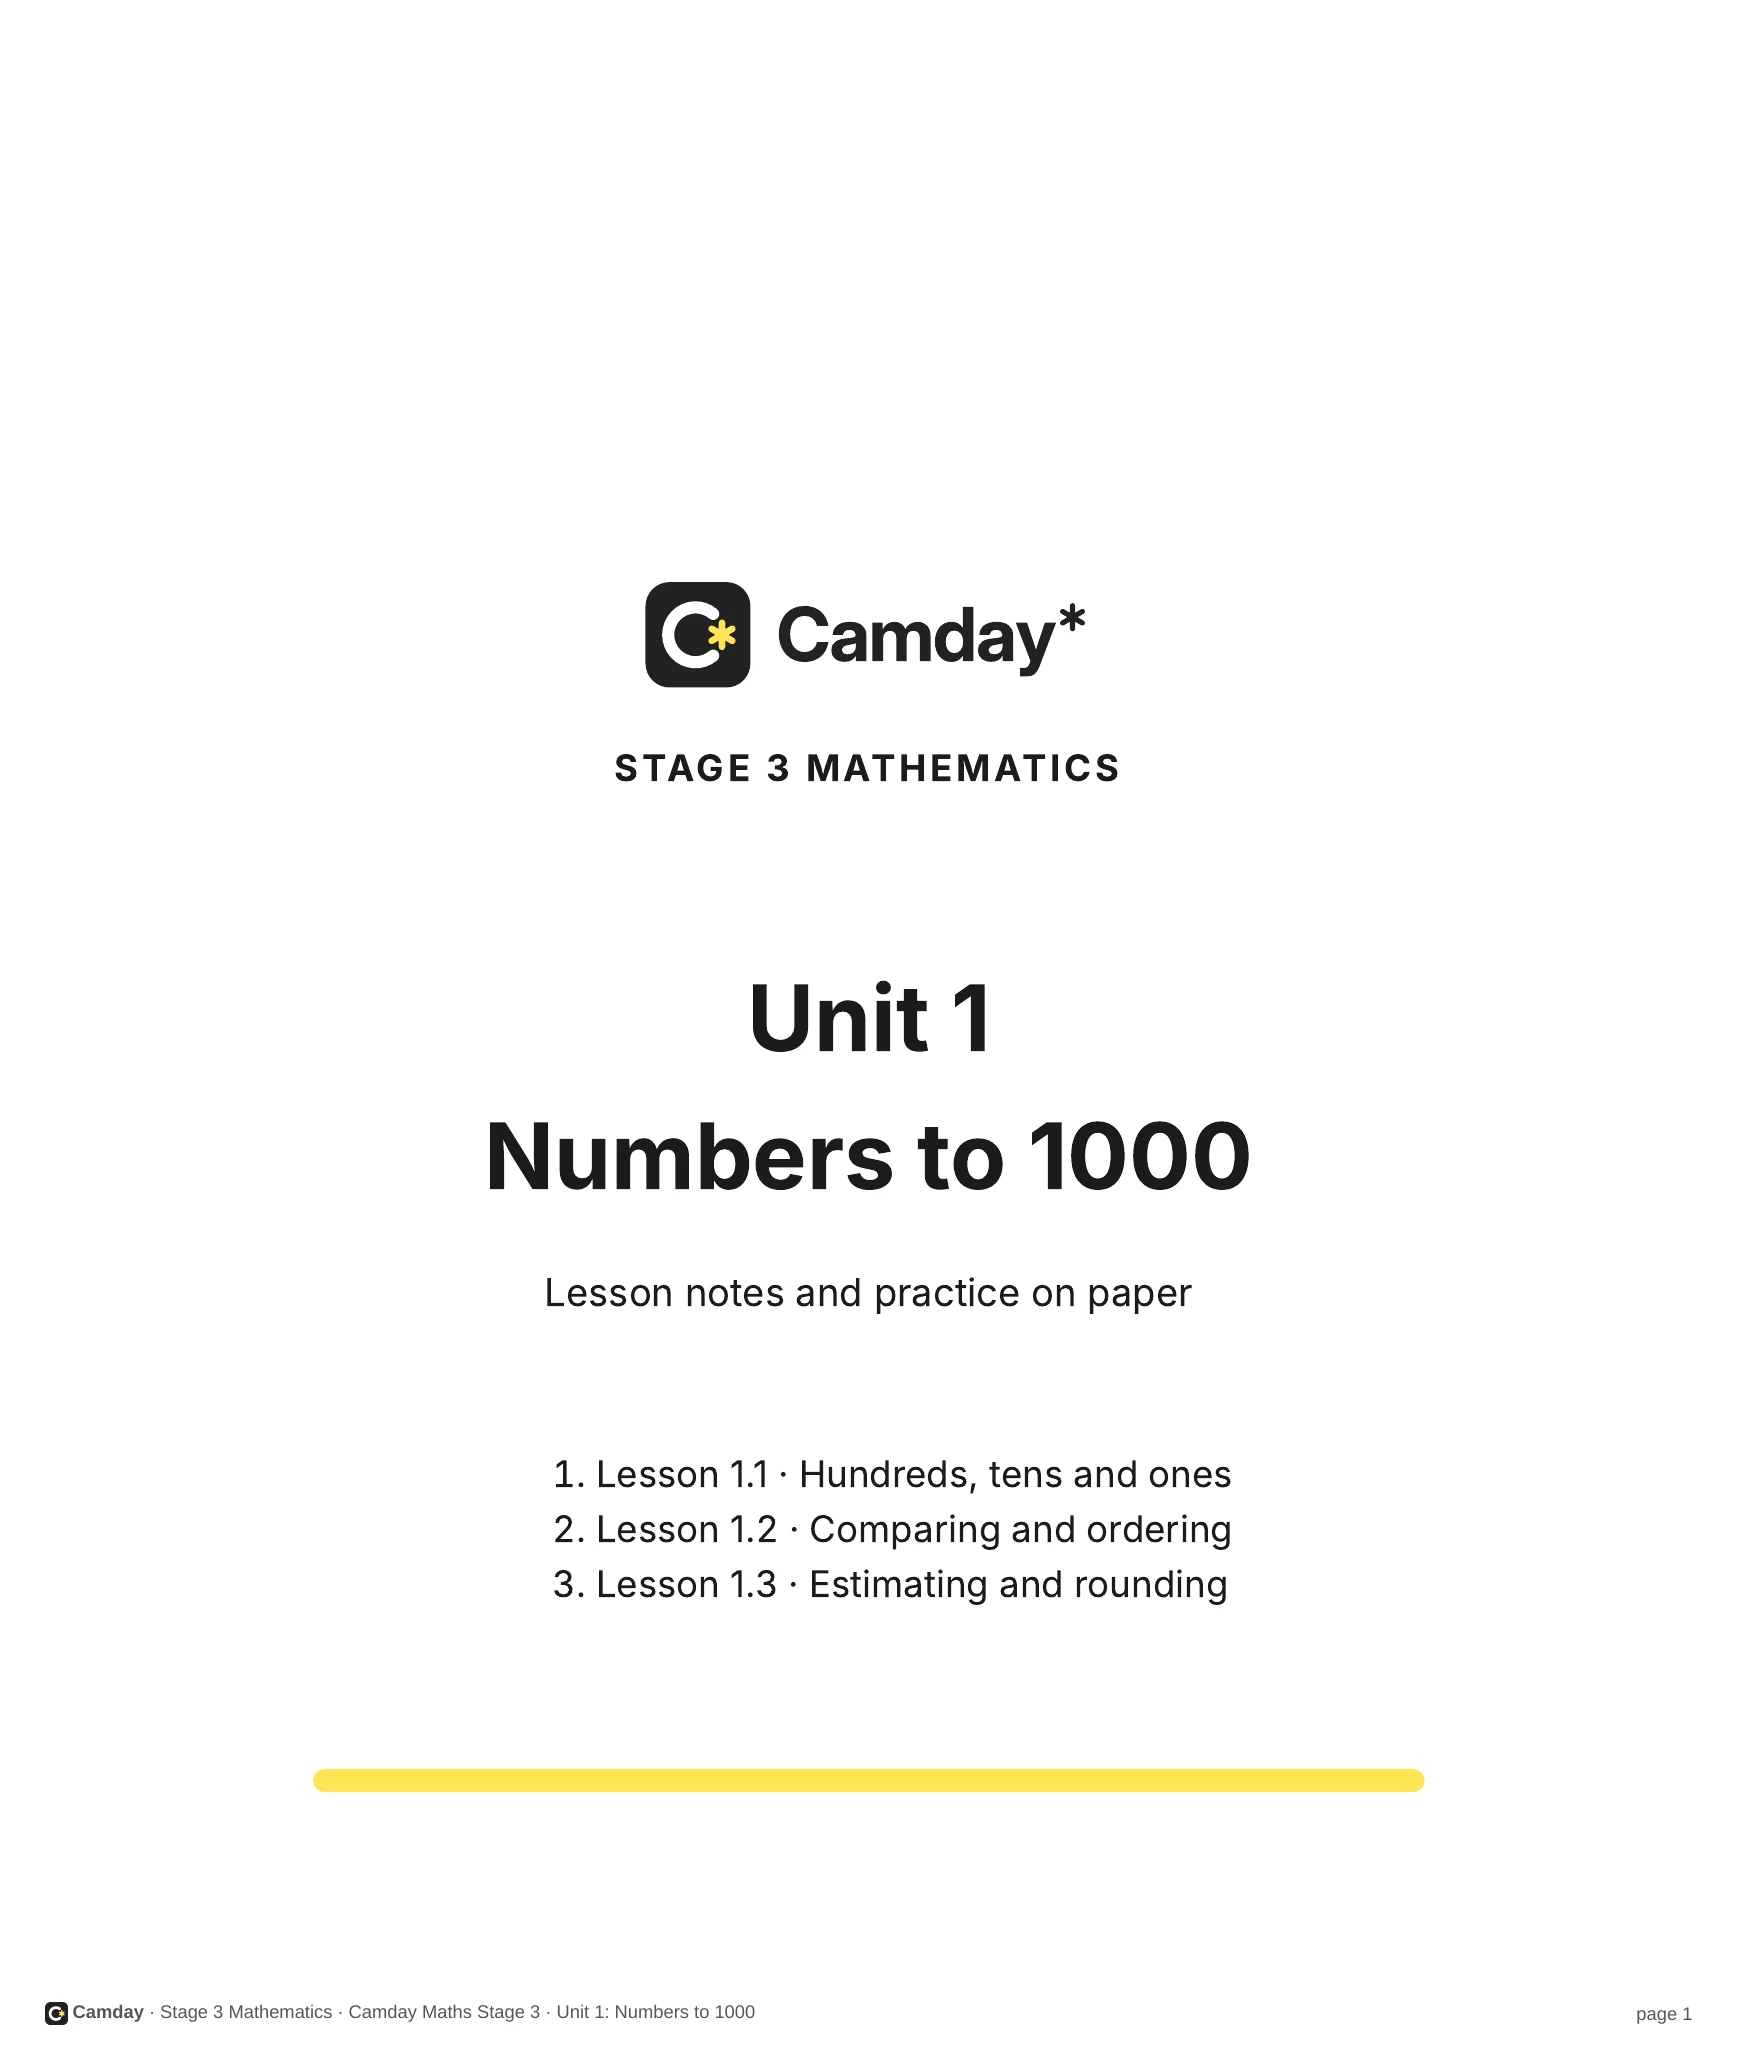 Camday*
STAGE 3 MATHEMATICS
Unit 1
Numbers to 1000
Lesson notes and practice on paper
1. Lesson 1.1 · Hundreds, tens and ones
2. Lesson 1.2 · Comparing and ordering
3. Lesson 1.3 · Estimating and rounding
Camday · Stage 3 Mathematics · Camday Maths Stage 3 · Unit 1: Numbers to 1000
page 1